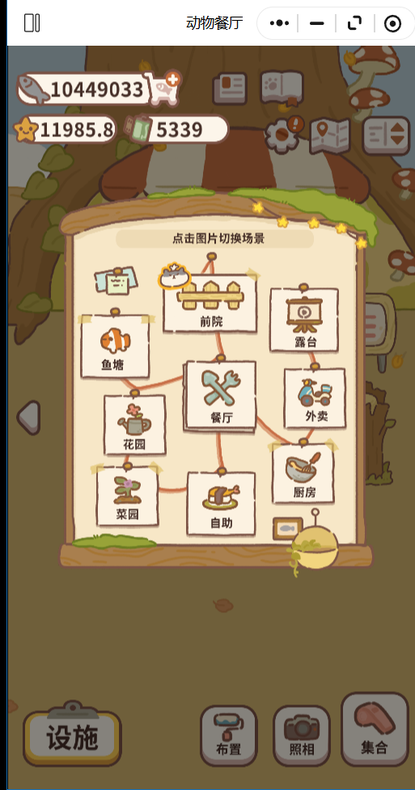 动物餐厅
10449033
11985.8
5339
点击图片切换场景
前院
露台
鱼塘
餐厅
外卖
花园
厨房
菜园
自助
设施
布置
照相
集合